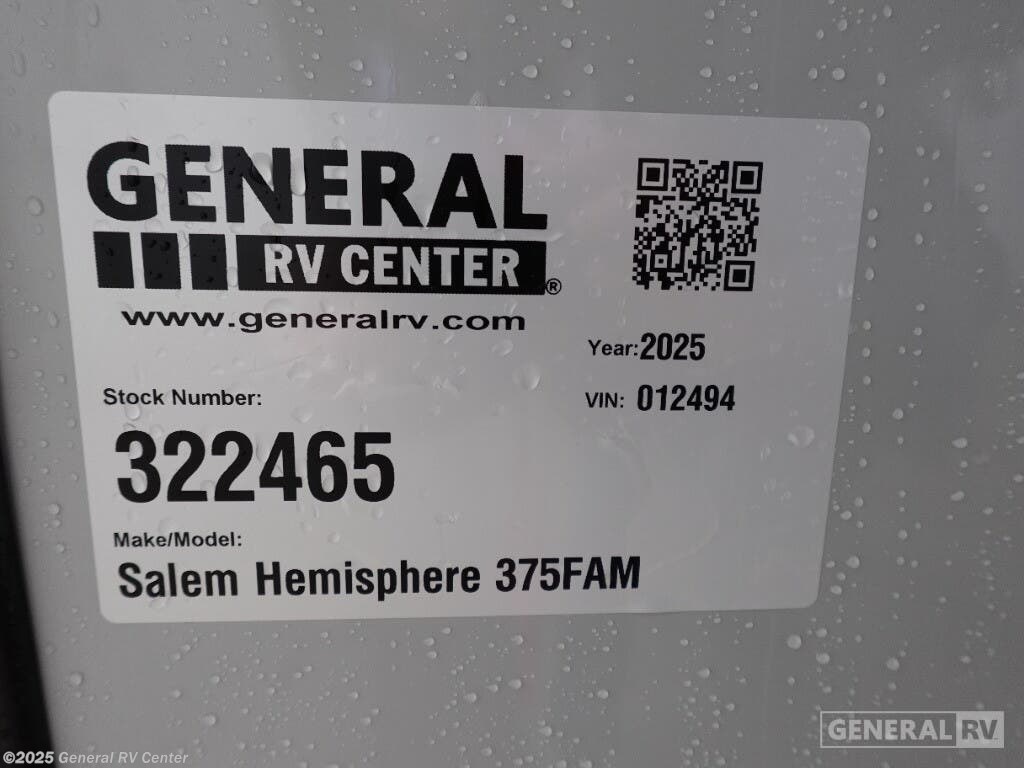 GENERAL
RV CENTER®
www.generalrv.com
Year: 2025
VIN: 012494
Stock Number:
322465
Make/Model:
Salem Hemisphere 375FAM
GENERAL RV
©2025 General RV Center